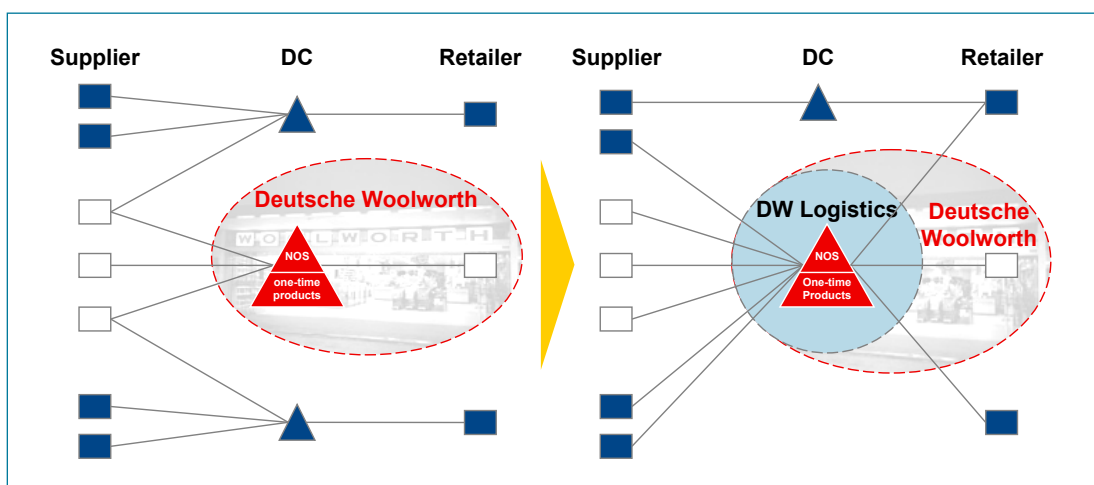 Supplier DC Retailer
Deutsche Woolworth
WOOLWORTH
NOS
one-time
products
Supplier DC Retailer
DW Logistics
Deutsche
Woolworth
NOS
One-time
Products